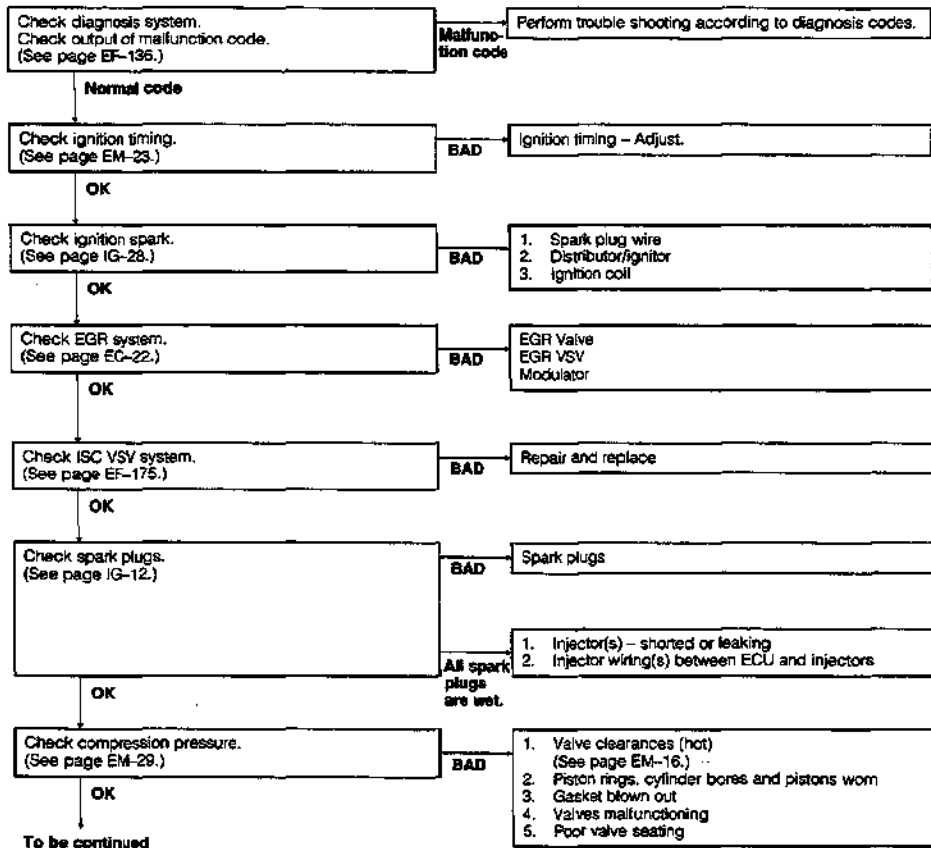 Check diagnosis system.
Check output of malfunction code.
(See page EF-136.)
Malfunc-
tion code
Perform trouble shooting according to diagnosis codes.
Normal code
Check ignition timing.
(See page EM-23.)
BAD
Ignition timing – Adjust.
OK
Check ignition spark.
(See page IG-28.)
BAD
1. Spark plug wire
2. Distributor/ignitor
3. Ignition coil
OK
Check EGR system.
(See page EC-22.)
BAD
EGR Valve
EGR VSV
Modulator
OK
Check ISC VSV system.
(See page EF-175.)
BAD
Repair and replace
OK
Check spark plugs.
(See page IG-12.)
BAD
Spark plugs
All spark
plugs
are wet.
1. Injector(s) – shorted or leaking
2. Injector wiring(s) between ECU and injectors
OK
Check compression pressure.
(See page EM-29.)
BAD
1. Valve clearances (hot)
(See page EM-16.)
2. Piston rings, cylinder bores and pistons worn
3. Gasket blown out
4. Valves malfunctioning
5. Poor valve seating
OK
To be continued